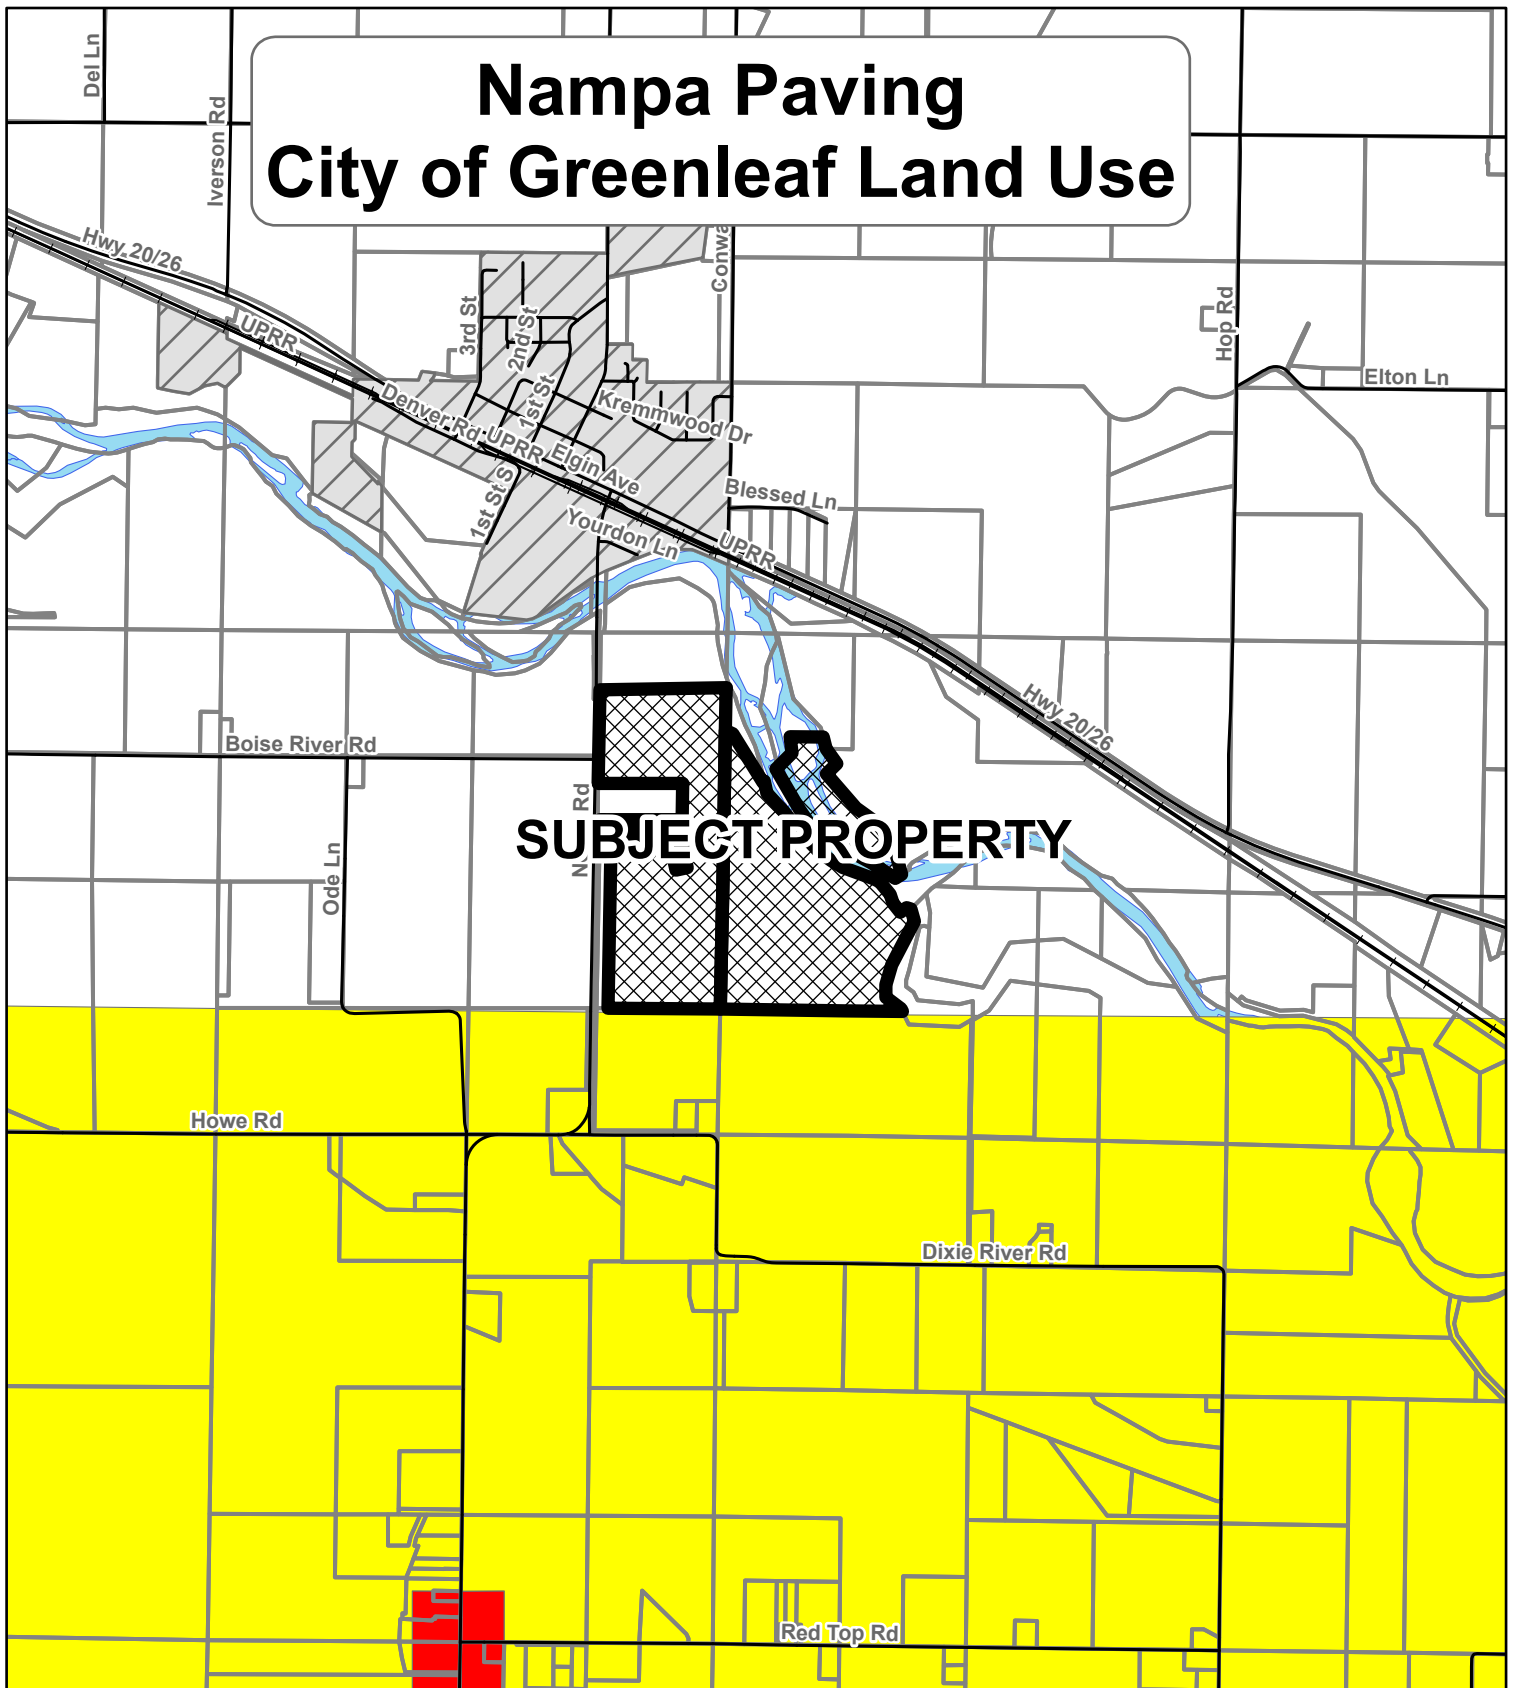 Nampa Paving
City of Greenleaf Land Use
Del Ln
Iverson Rd
Hwy 20/26
UPRR
3rd St
2nd St
1st St
Conwa
Hop Rd
Elton Ln
Denver Rd
Kremmwood Dr
UPRR
Elgin Ave
1st St S
Yourdon Ln
Blessed Ln
UPRR
Hwy 20/26
Boise River Rd
Ode Ln
N Rd
SUBJECT PROPERTY
Howe Rd
Dixie River Rd
Red Top Rd